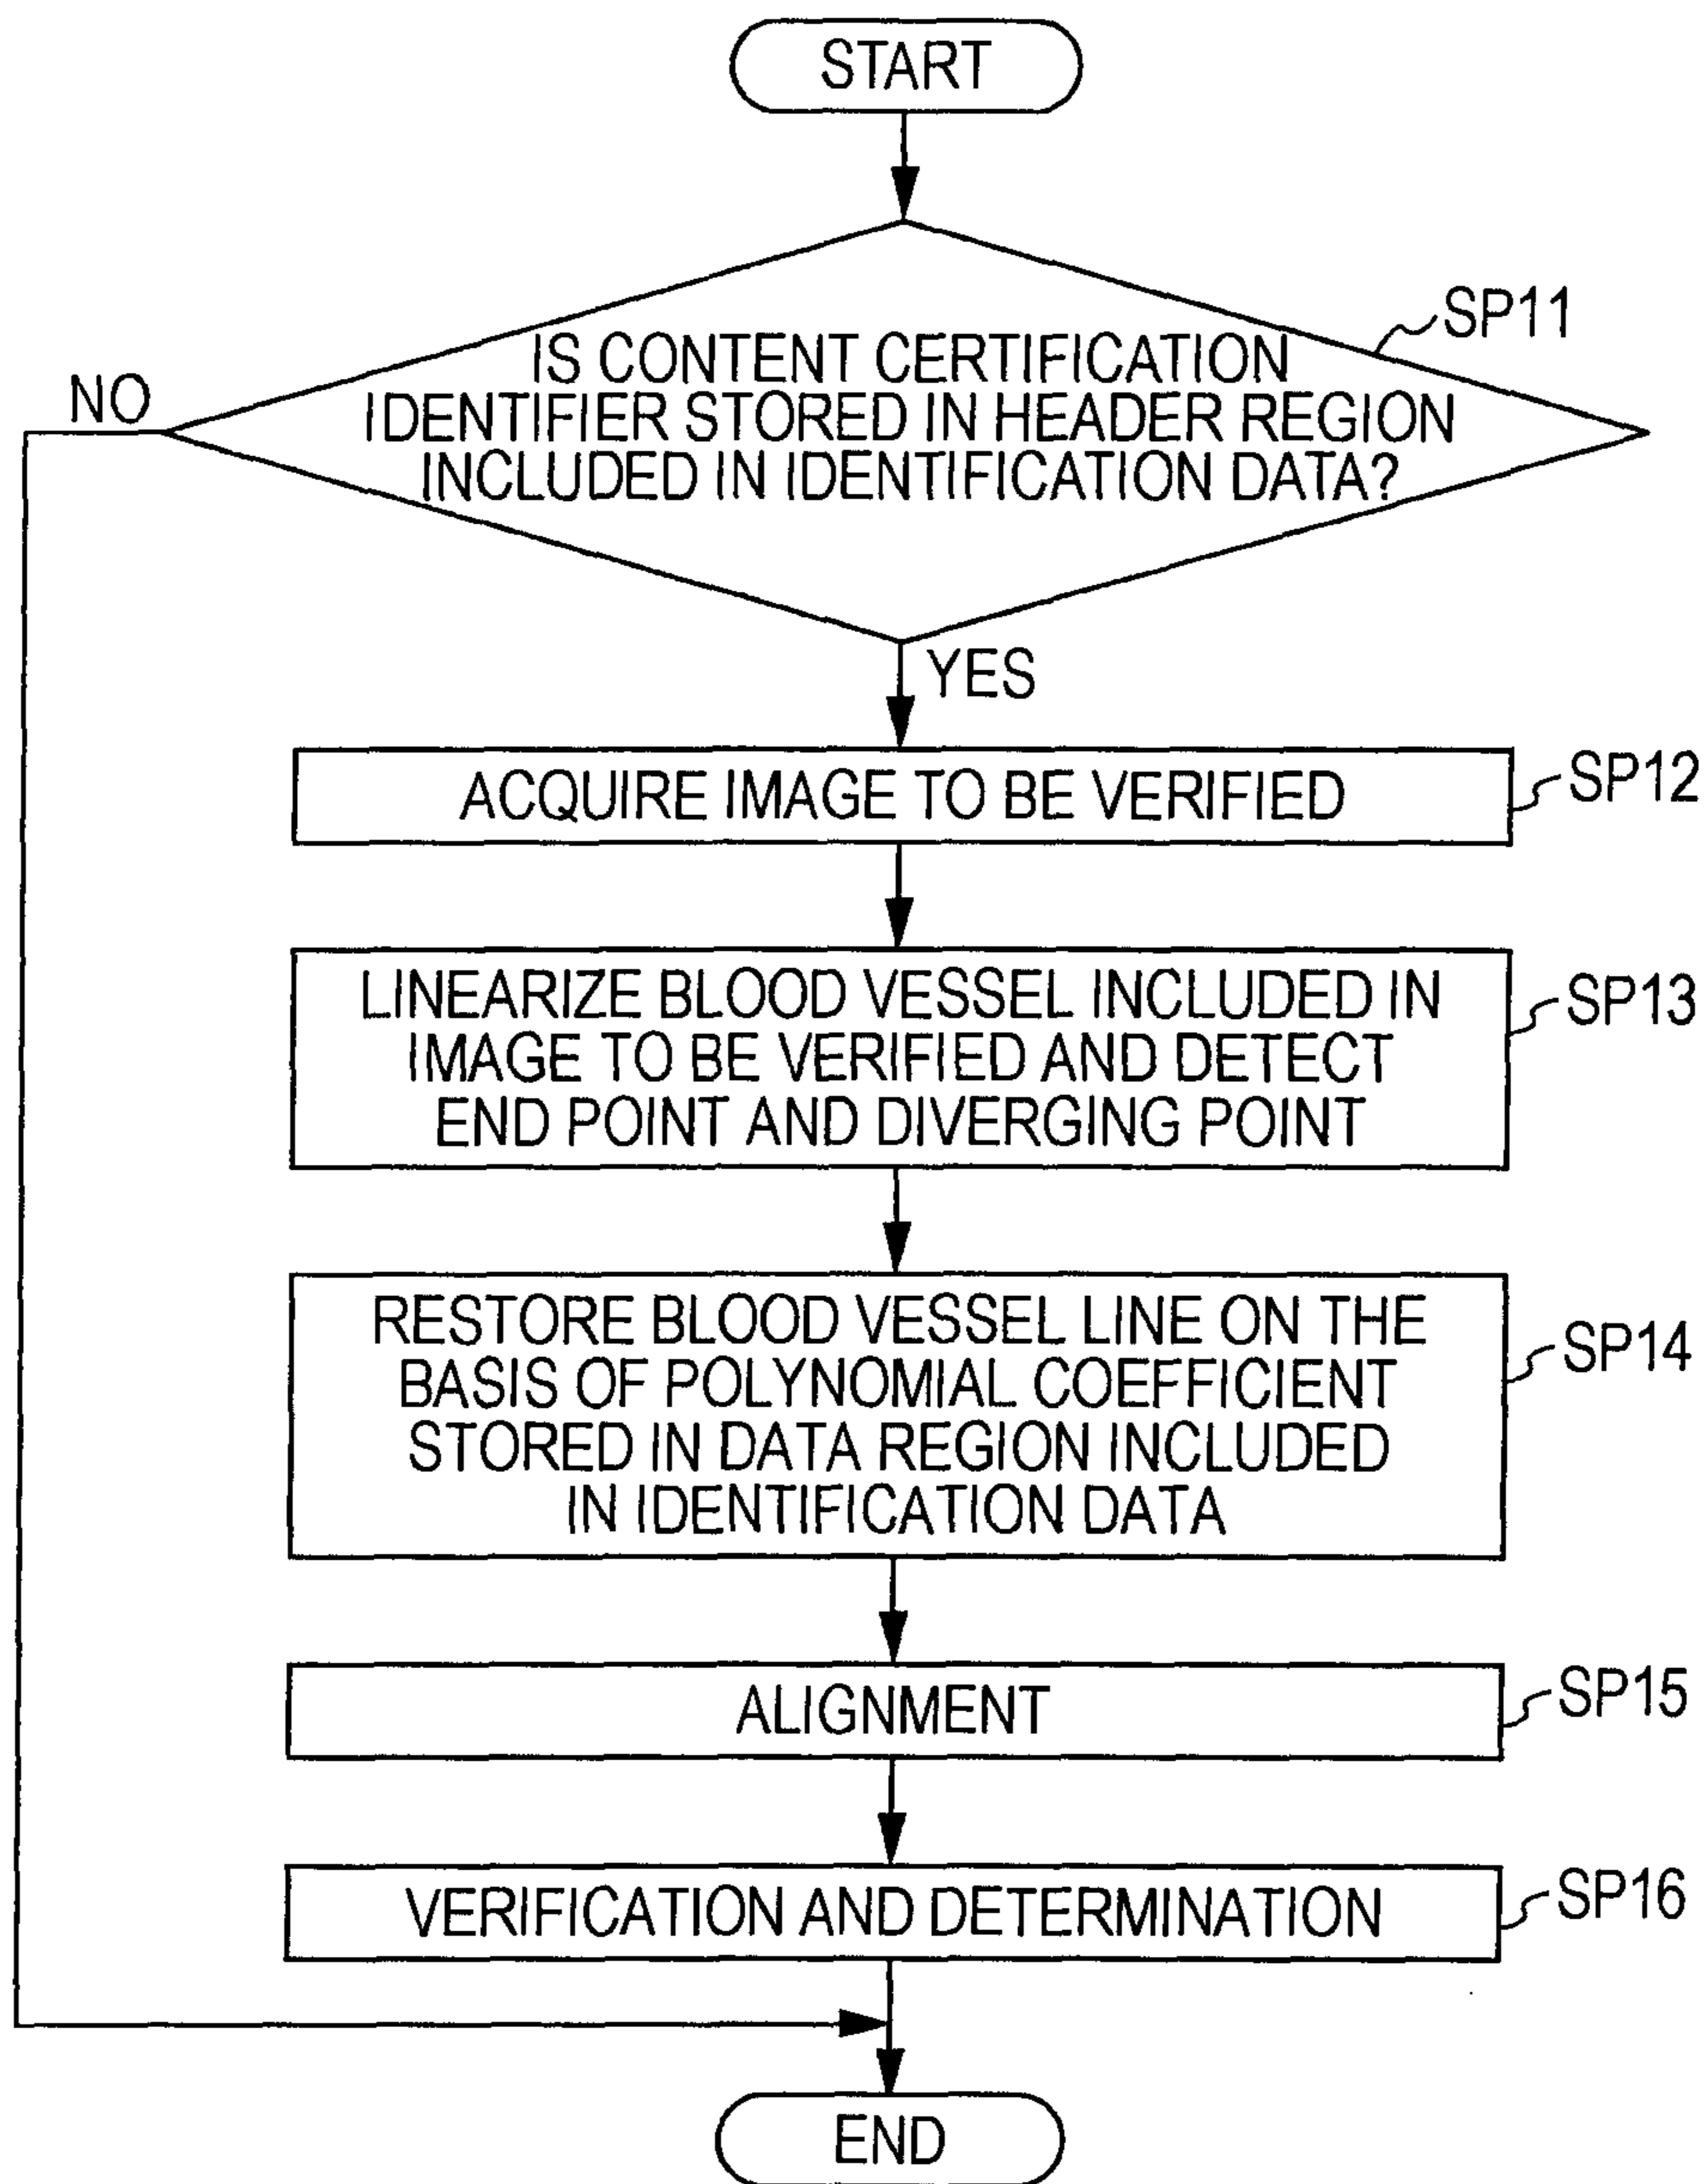 START
SP11
IS CONTENT CERTIFICATION
IDENTIFIER STORED IN HEADER REGION
INCLUDED IN IDENTIFICATION DATA?
NO
YES
ACQUIRE IMAGE TO BE VERIFIED
SP12
LINEARIZE BLOOD VESSEL INCLUDED IN
IMAGE TO BE VERIFIED AND DETECT
END POINT AND DIVERGING POINT
SP13
RESTORE BLOOD VESSEL LINE ON THE
BASIS OF POLYNOMIAL COEFFICIENT
STORED IN DATA REGION INCLUDED
IN IDENTIFICATION DATA
SP14
ALIGNMENT
SP15
VERIFICATION AND DETERMINATION
SP16
END